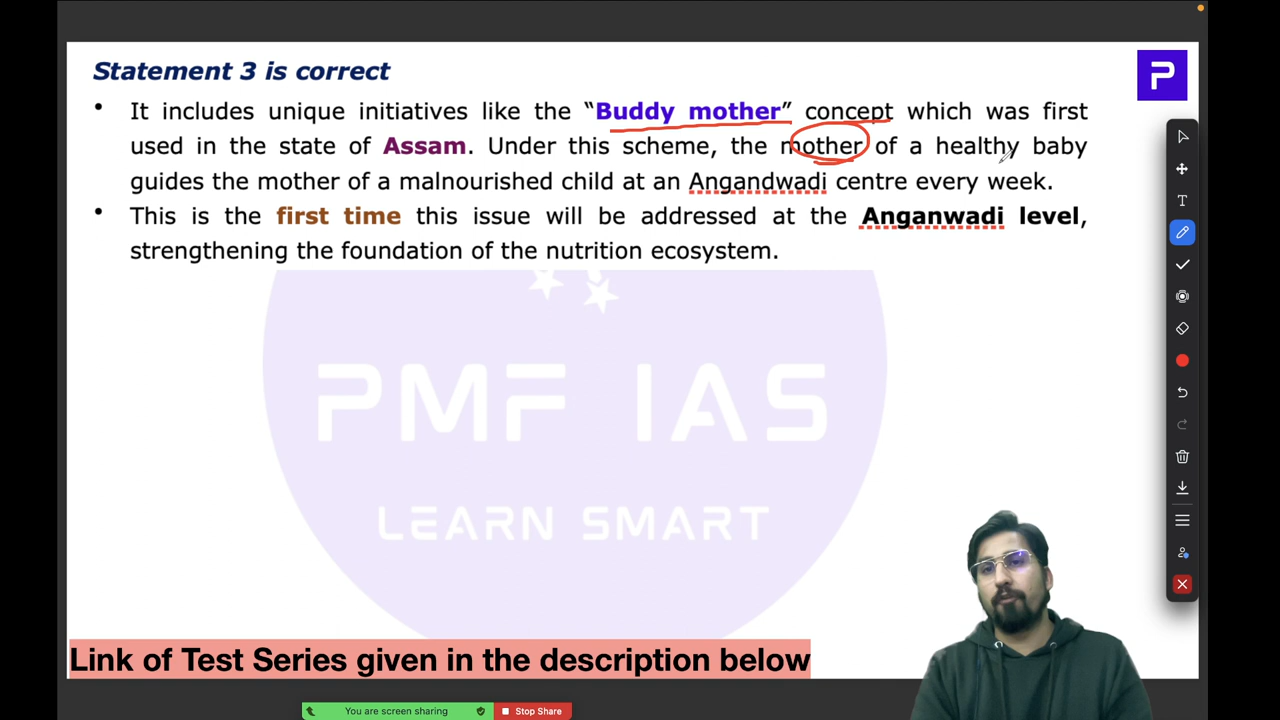 Statement 3 is correct
P
• It includes unique initiatives like the “Buddy mother” concept which was first
used in the state of Assam. Under this scheme, the mother of a healthy baby
guides the mother of a malnourished child at an Angandwadi centre every week.
• This is the first time this issue will be addressed at the Anganwadi level,
strengthening the foundation of the nutrition ecosystem.
T
PMF IAS
LEARN SMART
Link of Test Series given in the description below
You are screen sharing
Stop Share